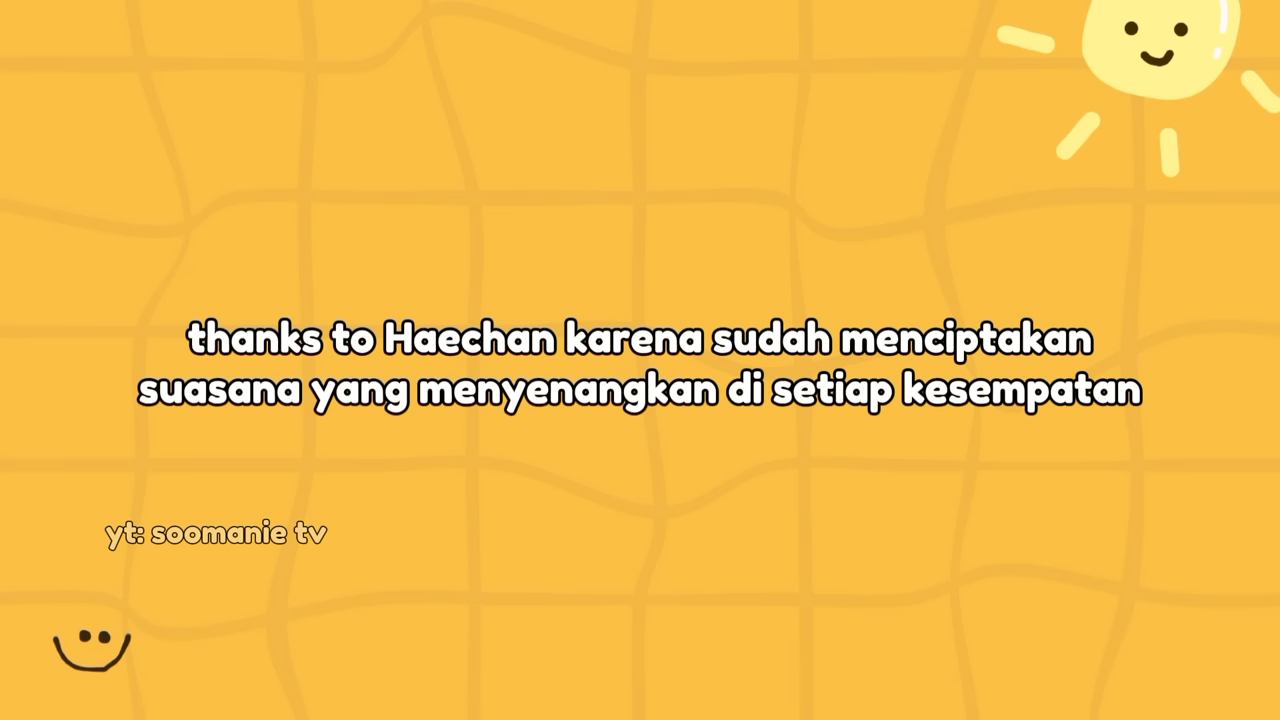 thanks to Haechan karena sudah menciptakan
suasana yang menyenangkan di setiap kesempatan
yt: soomanie tv